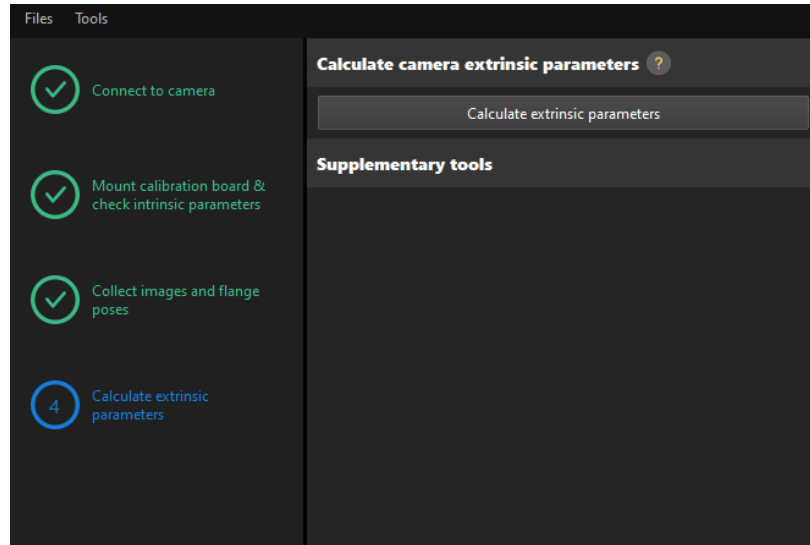 Files Tools
Connect to camera
Mount calibration board &
check intrinsic parameters
Collect images and flange
poses
4
Calculate extrinsic
parameters
Calculate camera extrinsic parameters ?
Calculate extrinsic parameters
Supplementary tools